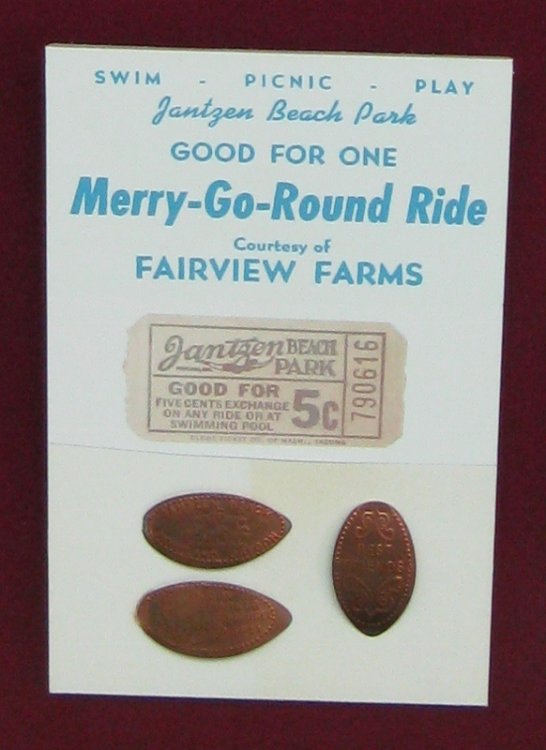 SWIM - PICNIC - PLAY
Jantzen Beach Park
GOOD FOR ONE
Merry-Go-Round Ride
Courtesy of
FAIRVIEW FARMS
Jantzen BEACH PARK
GOOD FOR
FIVE CENTS EXCHANGE
ON ANY RIDE OR AT
SWIMMING POOL
5c
790616
BEST